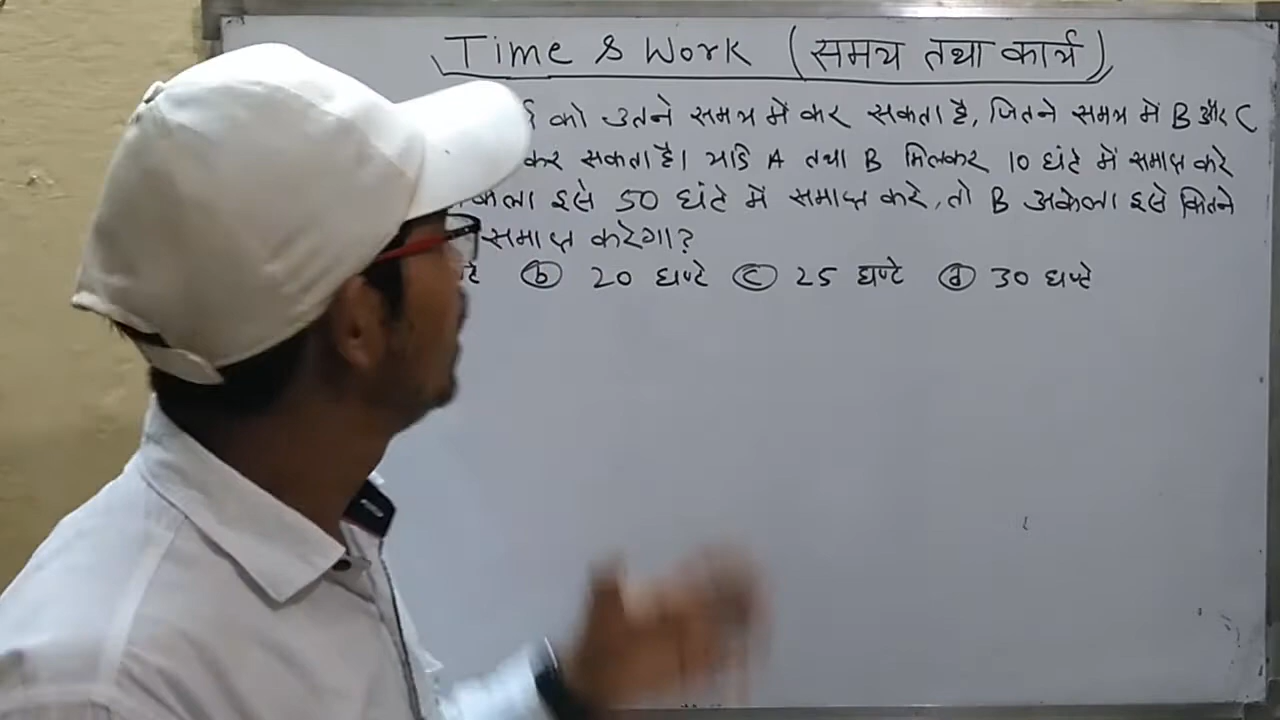 Time & Work (समय तथा कार्य)
को उतने समय में कर सकता है, जितने समय में B और C
कर सकता है। यदि A तथा B मिलकर 10 घंटे में समाप्त करे
इसे 50 घंटे में समाप्त करे, तो B अकेला इसे कितने
समाप्त करेगा?
ⓑ 20 घण्टे ⓒ 25 घण्टे ⓓ 30 घण्टे